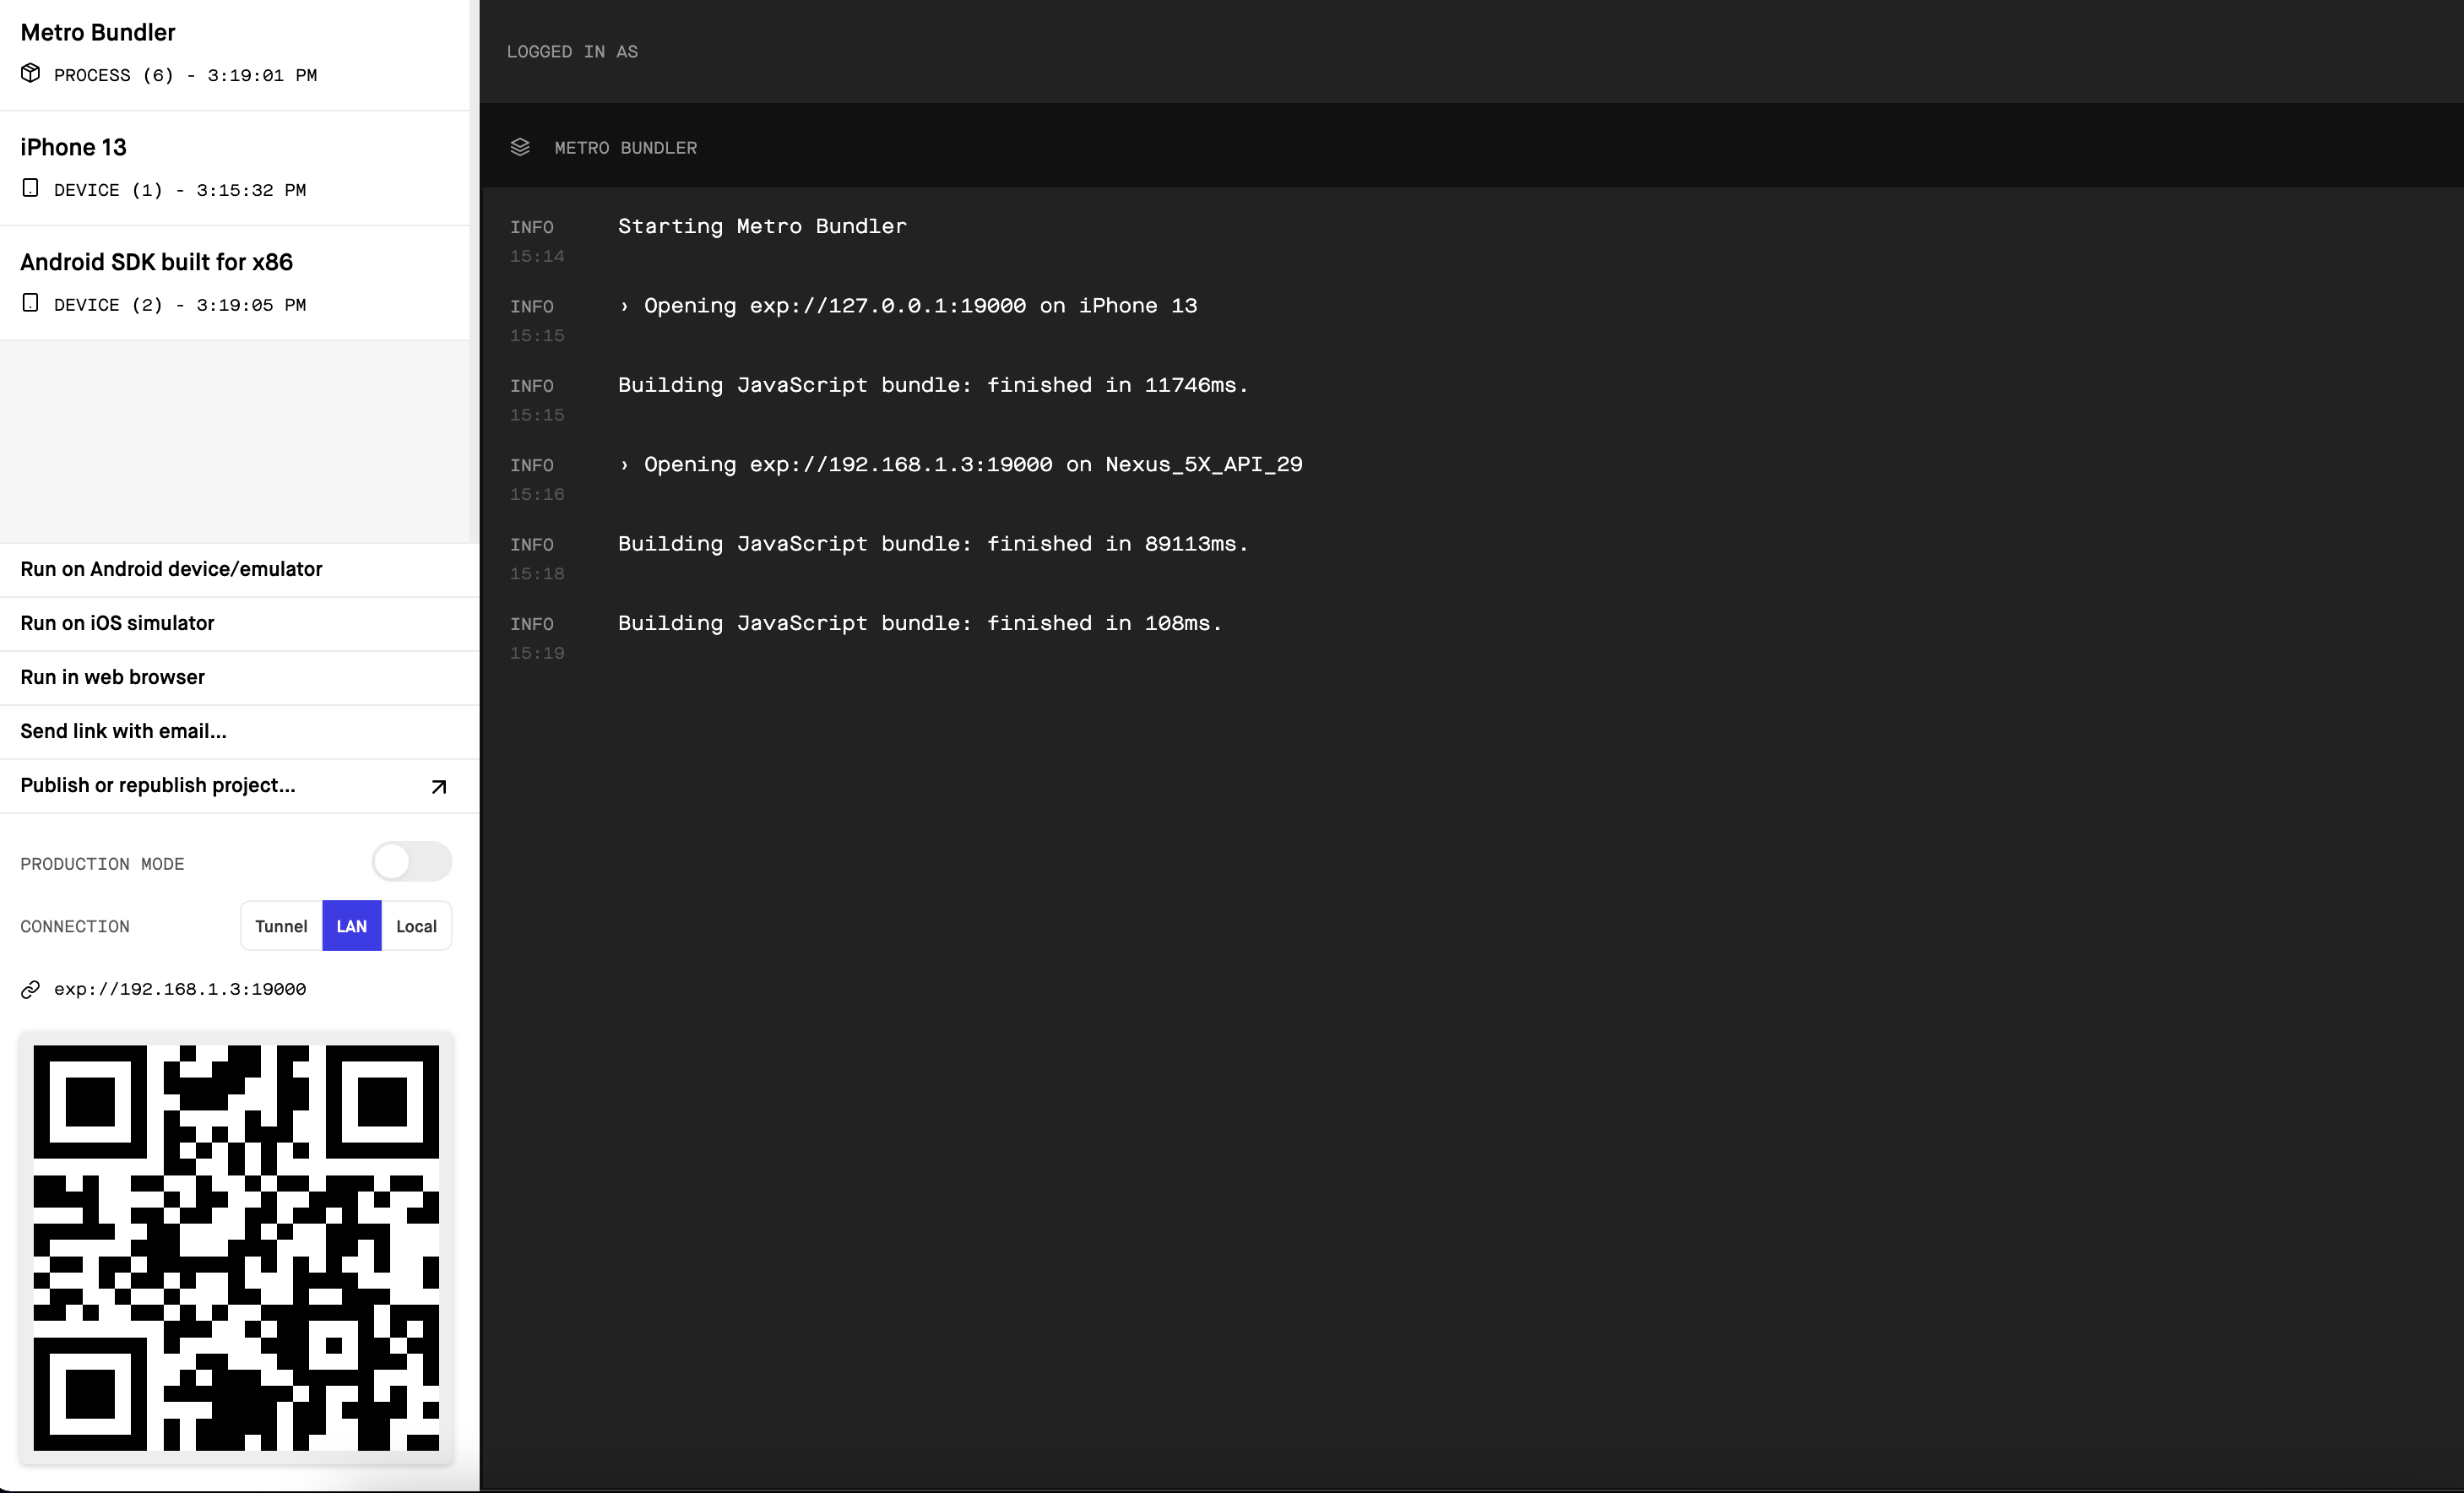 Metro Bundler
PROCESS (6) - 3:19:01 PM
iPhone 13
DEVICE (1) - 3:15:32 PM
Android SDK built for x86
DEVICE (2) - 3:19:05 PM
Run on Android device/emulator
Run on iOS simulator
Run in web browser
Send link with email...
Publish or republish project...
PRODUCTION MODE
CONNECTION Tunnel LAN Local
exp://192.168.1.3:19000
LOGGED IN AS
METRO BUNDLER
INFO Starting Metro Bundler
15:14
INFO › Opening exp://127.0.0.1:19000 on iPhone 13
15:15
INFO Building JavaScript bundle: finished in 11746ms.
15:15
INFO › Opening exp://192.168.1.3:19000 on Nexus_5X_API_29
15:16
INFO Building JavaScript bundle: finished in 89113ms.
15:18
INFO Building JavaScript bundle: finished in 108ms.
15:19